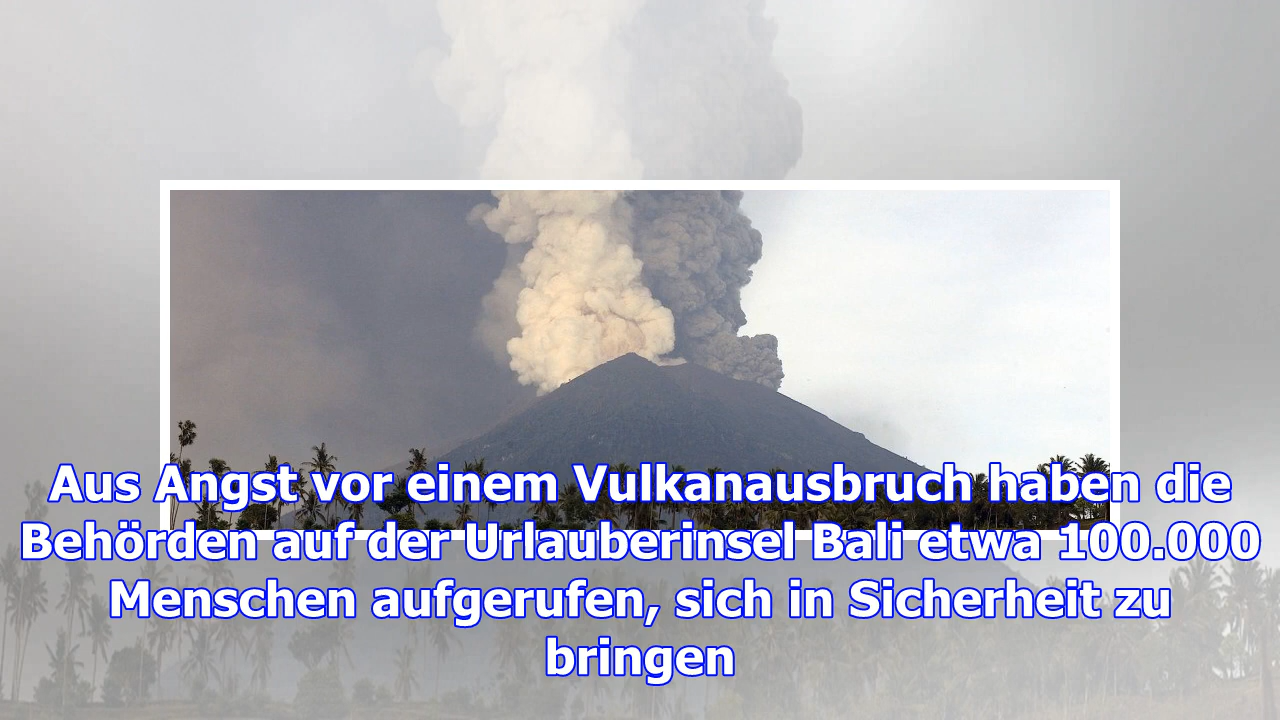 Aus Angst vor einem Vulkanausbruch haben die
Behörden auf der Urlauberinsel Bali etwa 100.000
Menschen aufgerufen, sich in Sicherheit zu
bringen